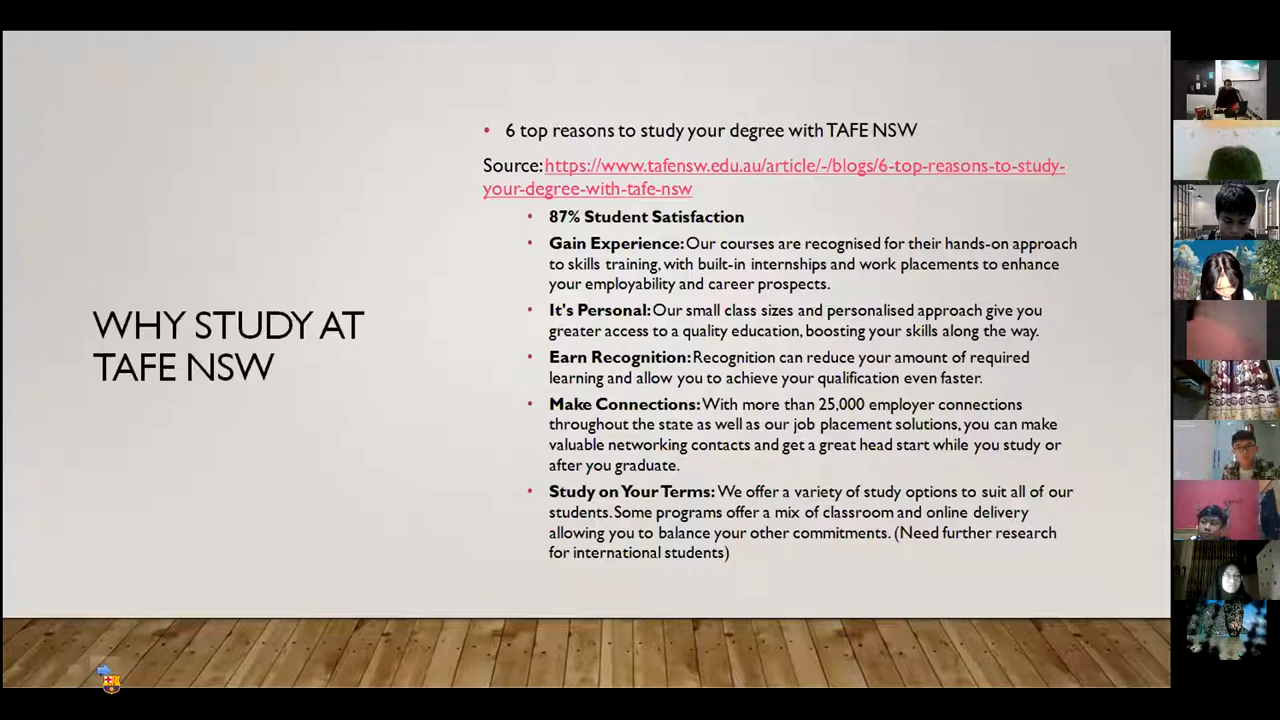 WHY STUDY AT
TAFE NSW
• 6 top reasons to study your degree with TAFE NSW
Source: https://www.tafensw.edu.au/article/-/blogs/6-top-reasons-to-study-
your-degree-with-tafe-nsw
• 87% Student Satisfaction
• Gain Experience: Our courses are recognised for their hands-on approach
to skills training, with built-in internships and work placements to enhance
your employability and career prospects.
• It's Personal: Our small class sizes and personalised approach give you
greater access to a quality education, boosting your skills along the way.
• Earn Recognition: Recognition can reduce your amount of required
learning and allow you to achieve your qualification even faster.
• Make Connections: With more than 25,000 employer connections
throughout the state as well as our job placement solutions, you can make
valuable networking contacts and get a great head start while you study or
after you graduate.
• Study on Your Terms: We offer a variety of study options to suit all of our
students. Some programs offer a mix of classroom and online delivery
allowing you to balance your other commitments. (Need further research
for international students)